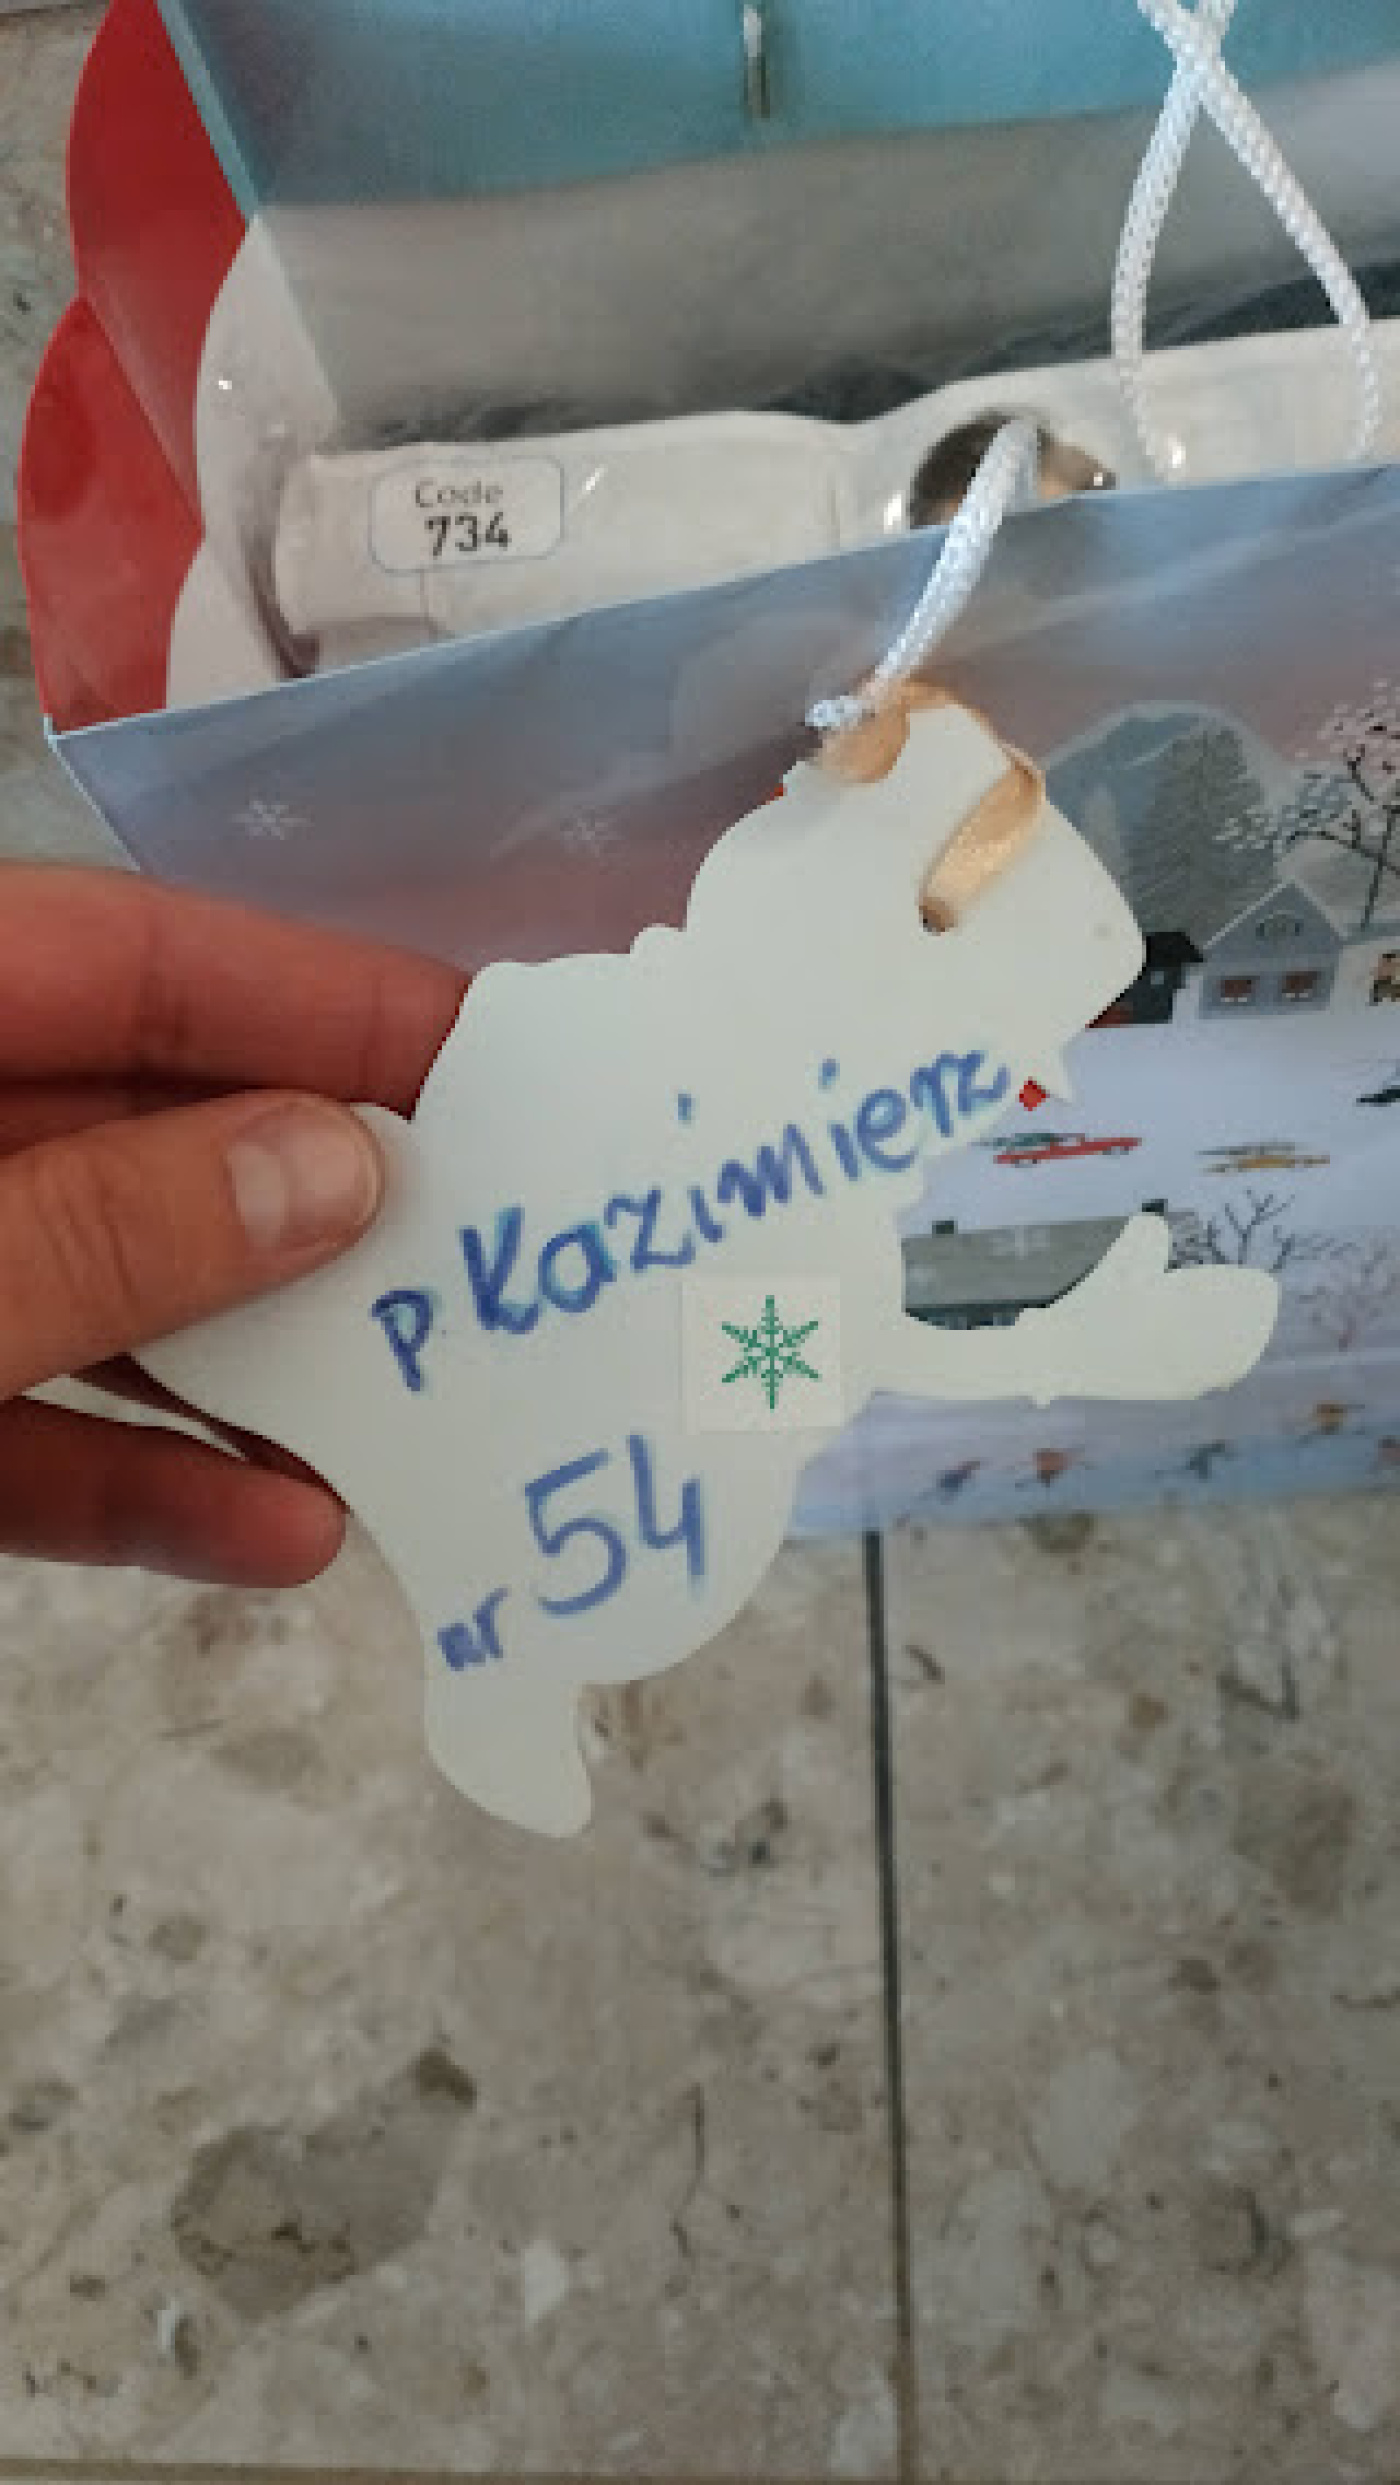 Code
734
P. Kazimierz
nr 54